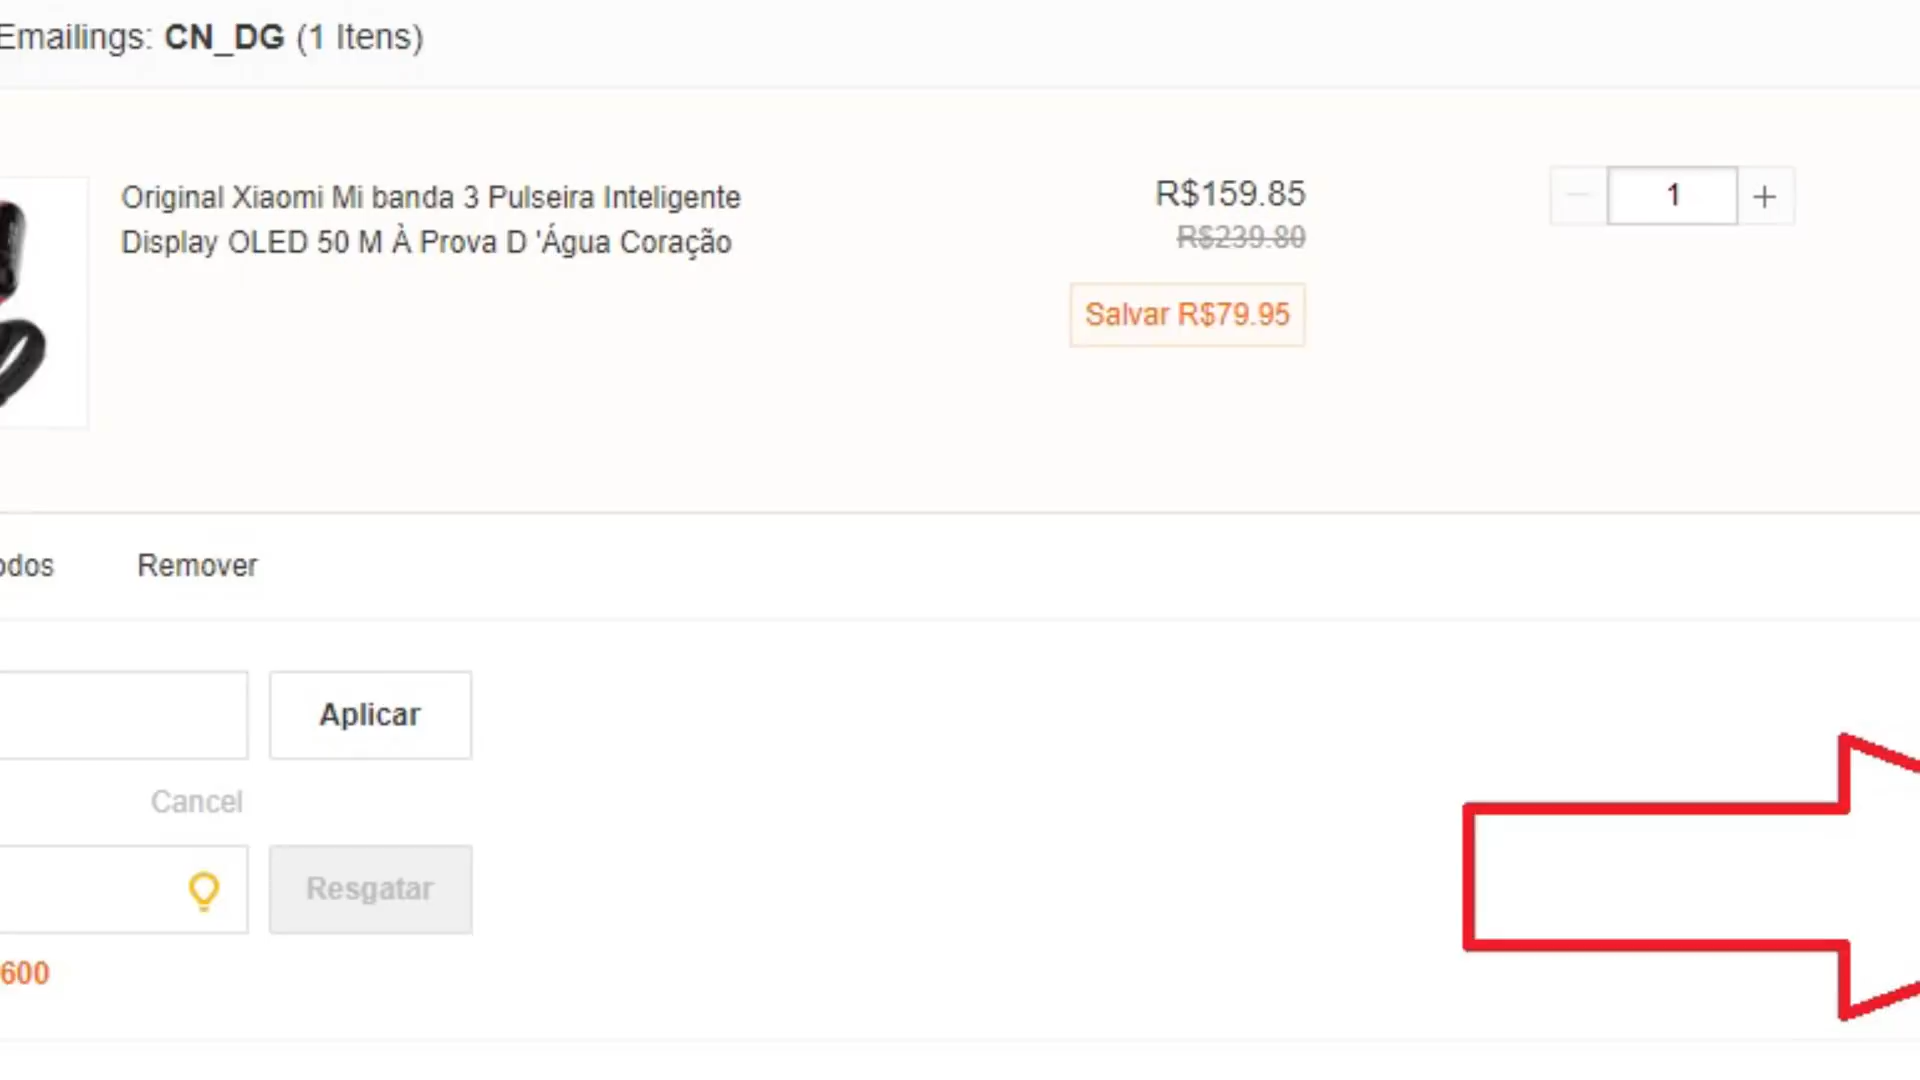 Emailings: CN_DG (1 Itens)
Original Xiaomi Mi banda 3 Pulseira Inteligente
Display OLED 50 M À Prova D 'Água Coração
R$159.85
R$239.80
Salvar R$79.95
1
odos Remover
Aplicar
Cancel
Resgatar
600